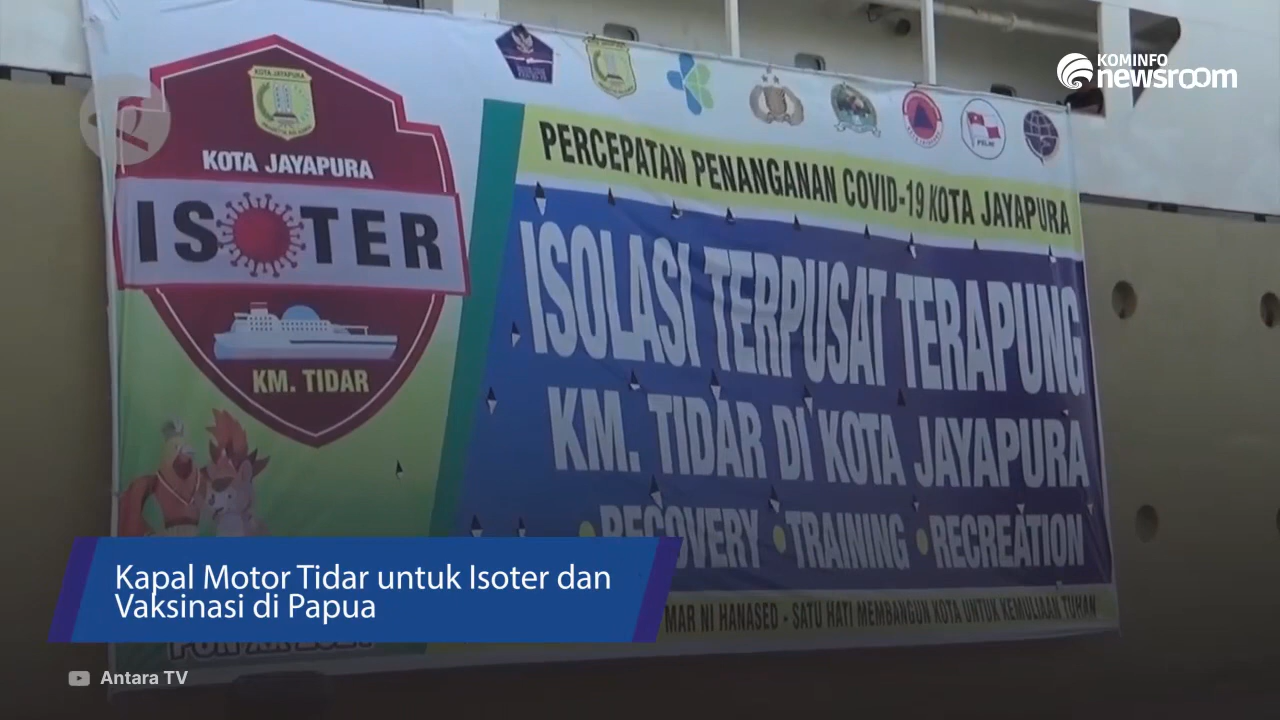 KOMINFO
newsroom
KOTA JAYAPURA
KOTA JAYAPURA
ISOTER
KM. TIDAR
PERCEPATAN PENANGANAN COVID-19 KOTA JAYAPURA
ISOLASI TERPUSAT TERAPUNG
KM. TIDAR DI KOTA JAYAPURA
•RECOVERY •TRAINING •RECREATION
MAR NI HANASED - SATU HATI MEMBANGUN KOTA UNTUK KEMULIAAN TUHAN
Kapal Motor Tidar untuk Isoter dan
Vaksinasi di Papua
Antara TV